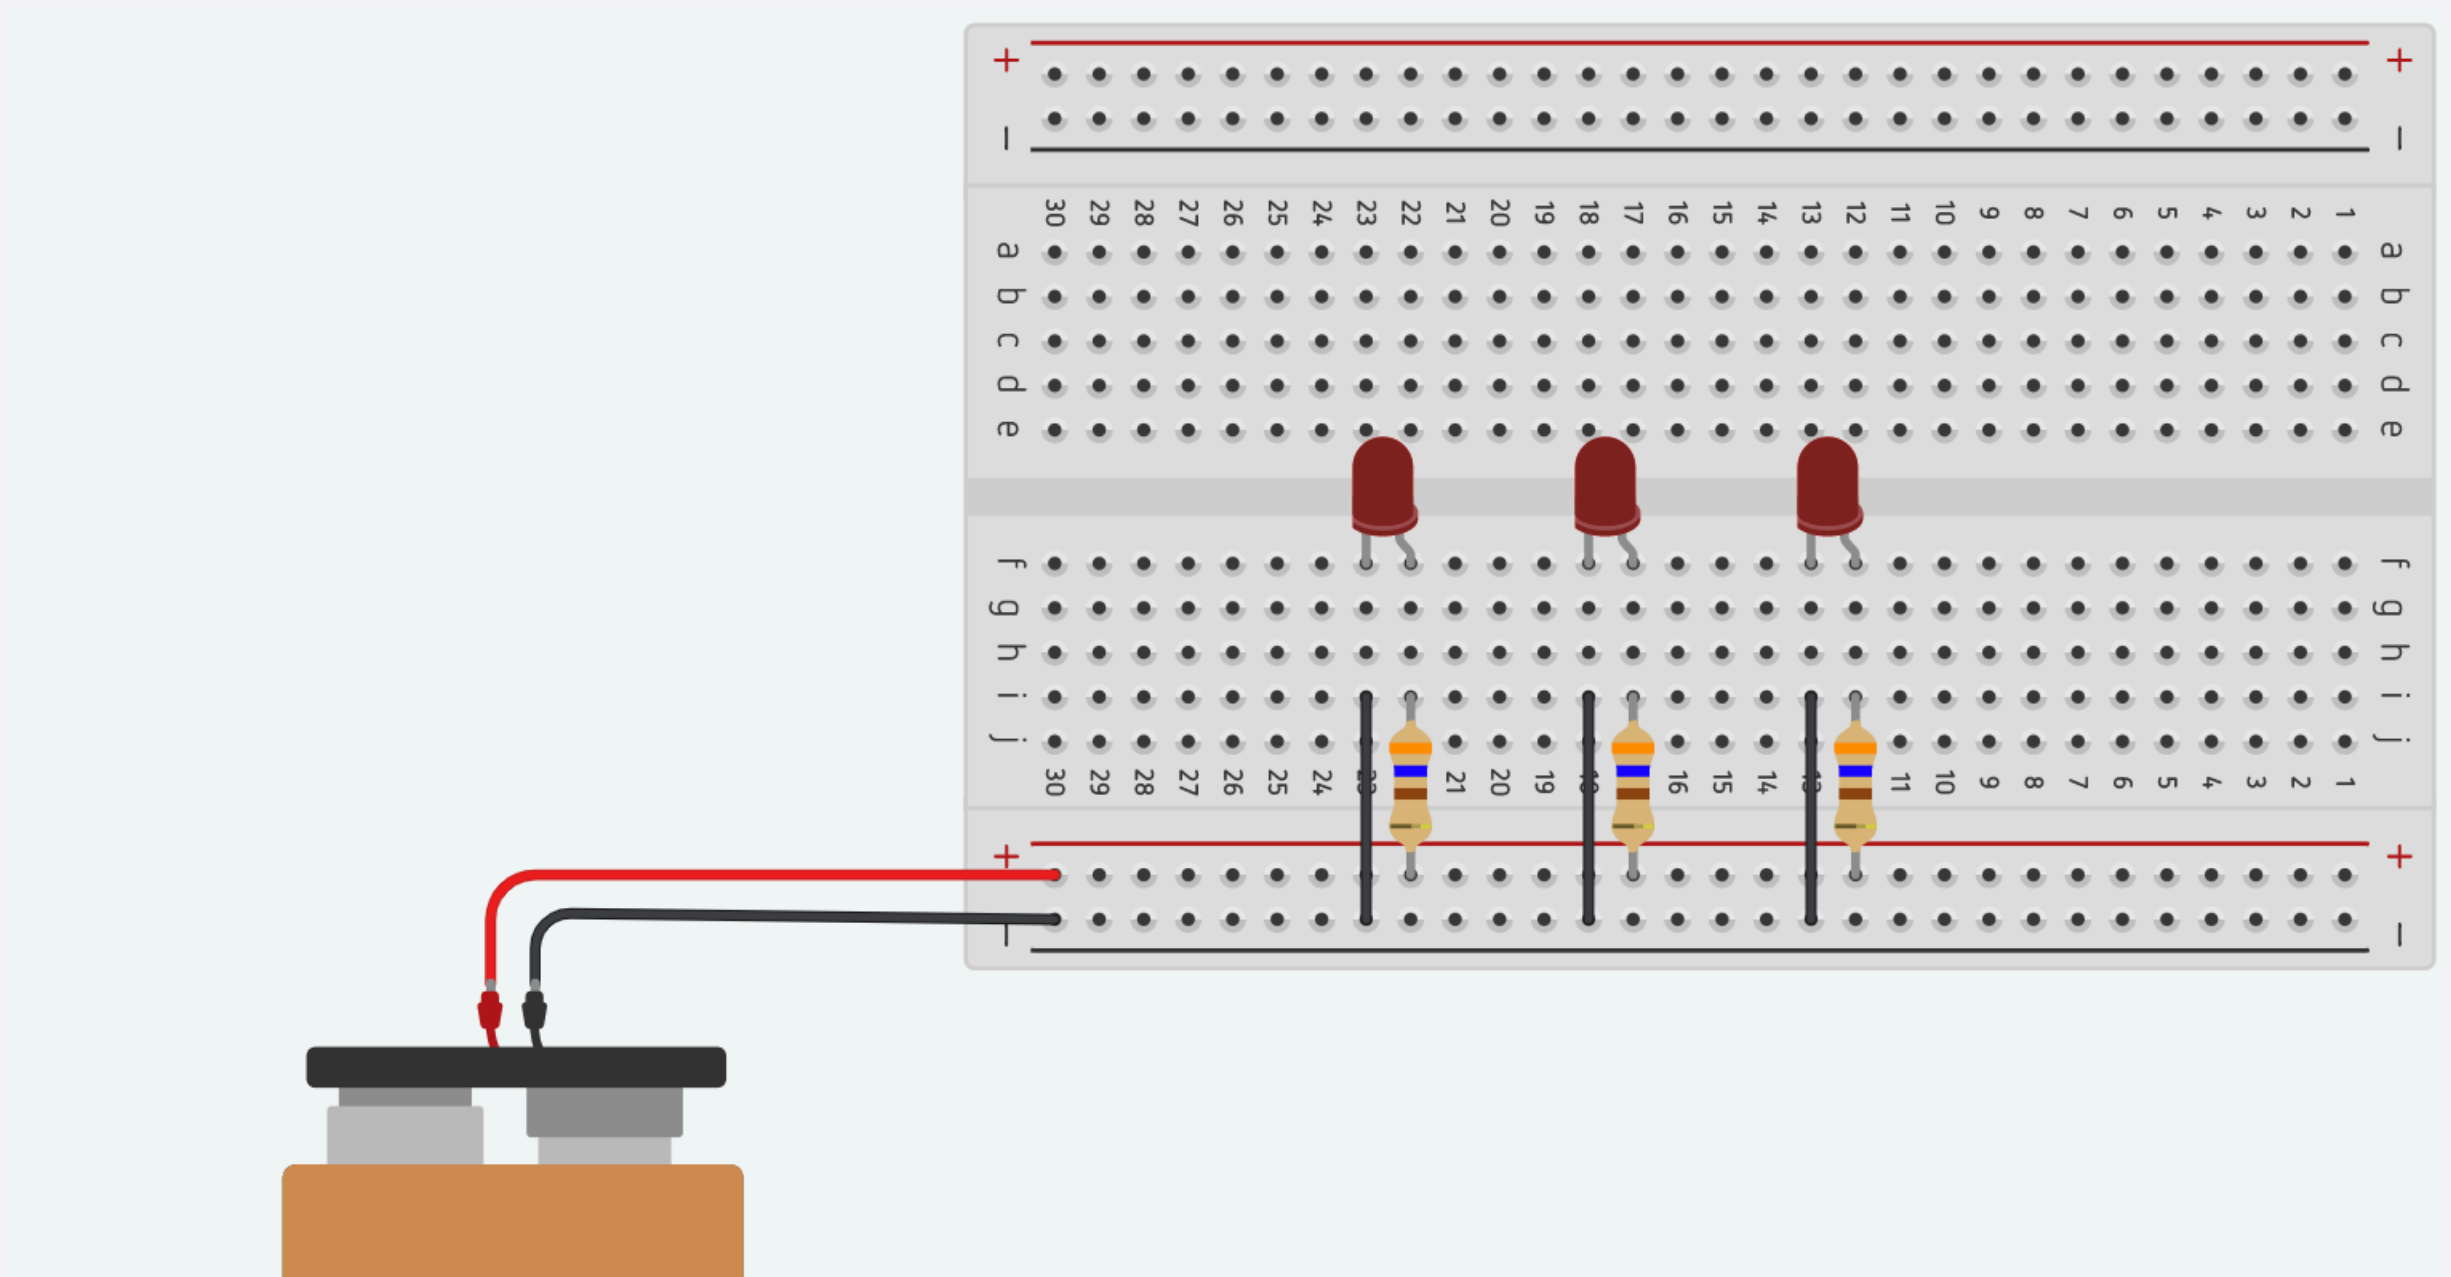 + +
− −
30 29 28 27 26 25 24 23 22 21 20 19 18 17 16 15 14 13 12 11 10 9 8 7 6 5 4 3 2 1
a a
b b
c c
d d
e e
f f
g g
h h
i i
j j
30 29 28 27 26 25 24 21 20 19 16 15 14 11 10 9 8 7 6 5 4 3 2 1
+ +
− −